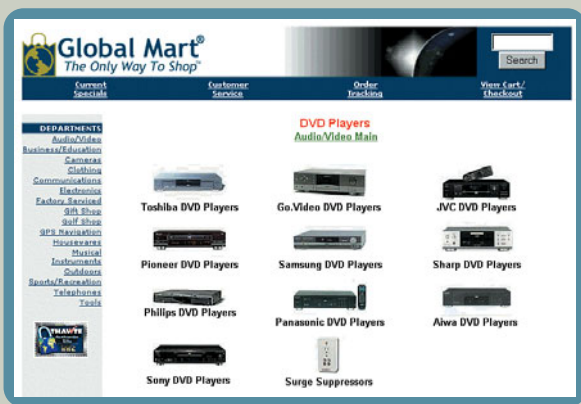 Global Mart®
The Only Way To Shop™
Search
Current
Specials
Customer
Service
Order
Tracking
View Cart/
Checkout
DEPARTMENTS
Audio/Video
Business/Education
Cameras
Clothing
Communications
Electronics
Factory Serviced
Gift Shop
Golf Shop
GPS Navigation
Housewares
Musical
Instruments
Outdoors
Sports/Recreation
Telephones
Tools
THAWTE
DVD Players
Audio/Video Main
Toshiba DVD Players
Go.Video DVD Players
JVC DVD Players
Pioneer DVD Players
Samsung DVD Players
Sharp DVD Players
Philips DVD Players
Panasonic DVD Players
Aiwa DVD Players
Sony DVD Players
Surge Suppressors